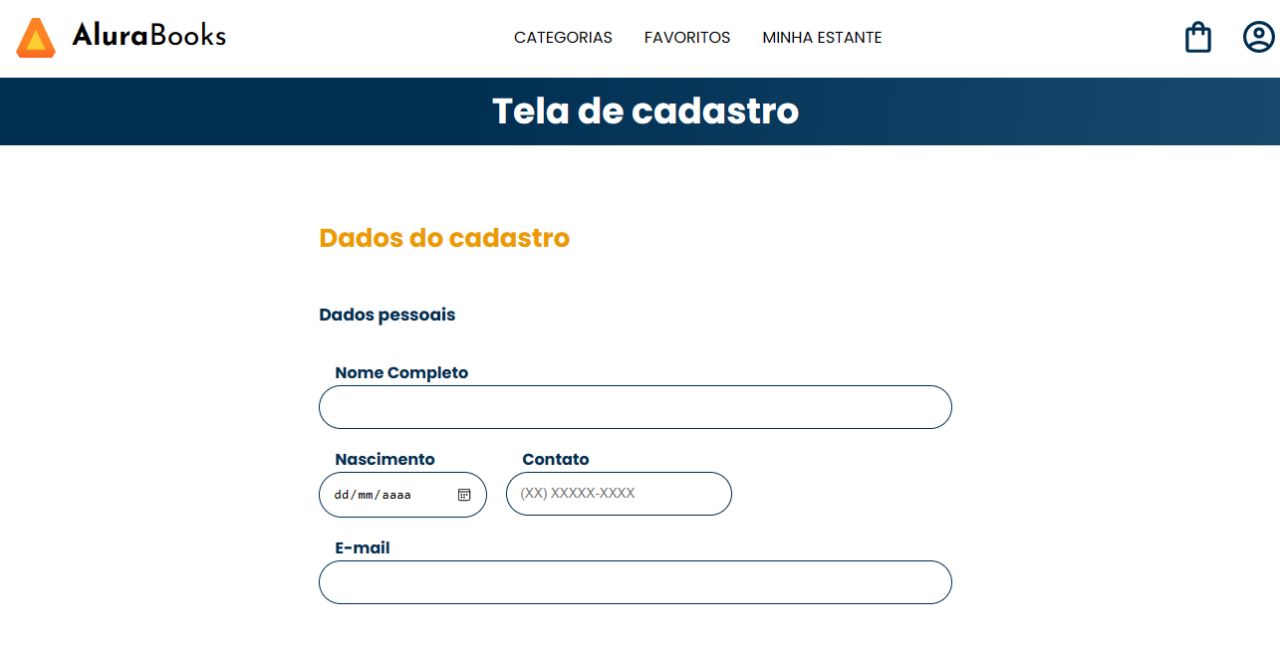 AluraBooks
CATEGORIAS FAVORITOS MINHA ESTANTE
Tela de cadastro
Dados do cadastro
Dados pessoais
Nome Completo
Nascimento Contato
dd/mm/aaaa (XX) XXXXX-XXXX
E-mail